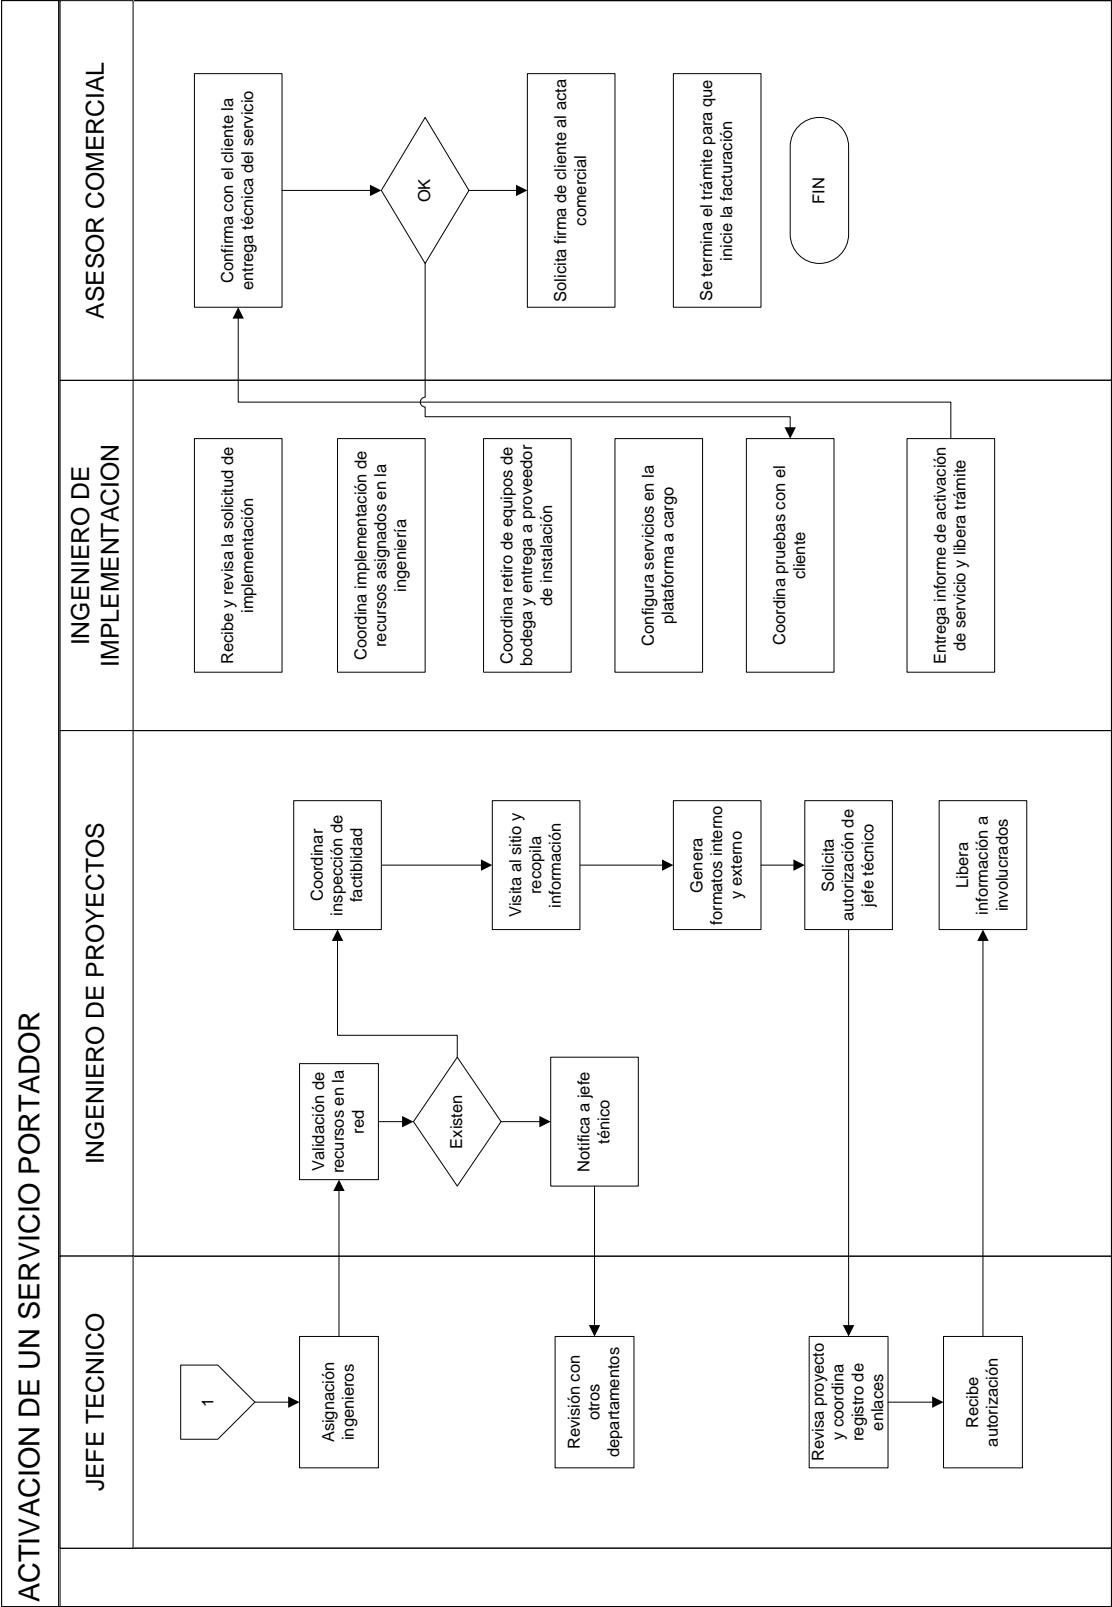 ACTIVACION DE UN SERVICIO PORTADOR
JEFE TECNICO
1
Asignación
ingenieros
Revisión con
otros
departamentos
Revisa proyecto
y coordina
registro de
enlaces
Recibe
autorización
INGENIERO DE PROYECTOS
Validación de
recursos en la
red
Existen
Notifica a jefe
ténico
Coordinar
inspección de
factiblidad
Visita al sitio y
recopila
información
Genera
formatos interno
y externo
Solicita
autorización de
jefe técnico
Libera
información a
involucrados
INGENIERO DE
IMPLEMENTACION
Recibe y revisa la solicitud de
implementación
Coordina implementación de
recursos asignados en la
ingeniería
Coordina retiro de equipos de
bodega y entrega a proveedor
de instalación
Configura servicios en la
plataforma a cargo
Coordina pruebas con el
cliente
Entrega informe de activación
de servicio y libera trámite
ASESOR COMERCIAL
Confirma con el cliente la
entrega técnica del servicio
OK
Solicita firma de cliente al acta
comercial
Se termina el trámite para que
inicie la facturación
FIN